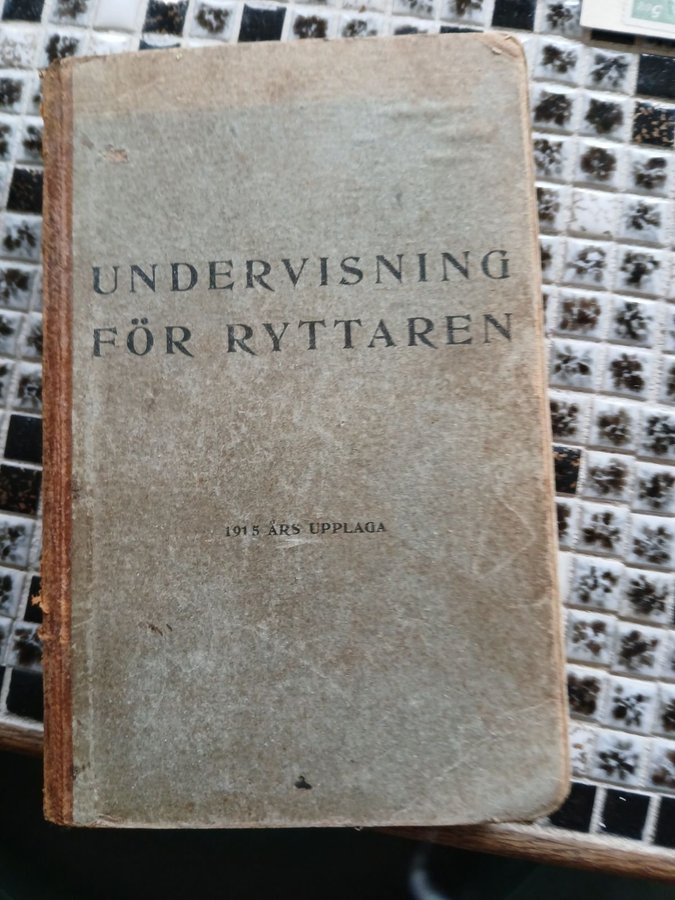 UNDERVISNING
FÖR RYTTAREN
1915 ÅRS UPPLAGA